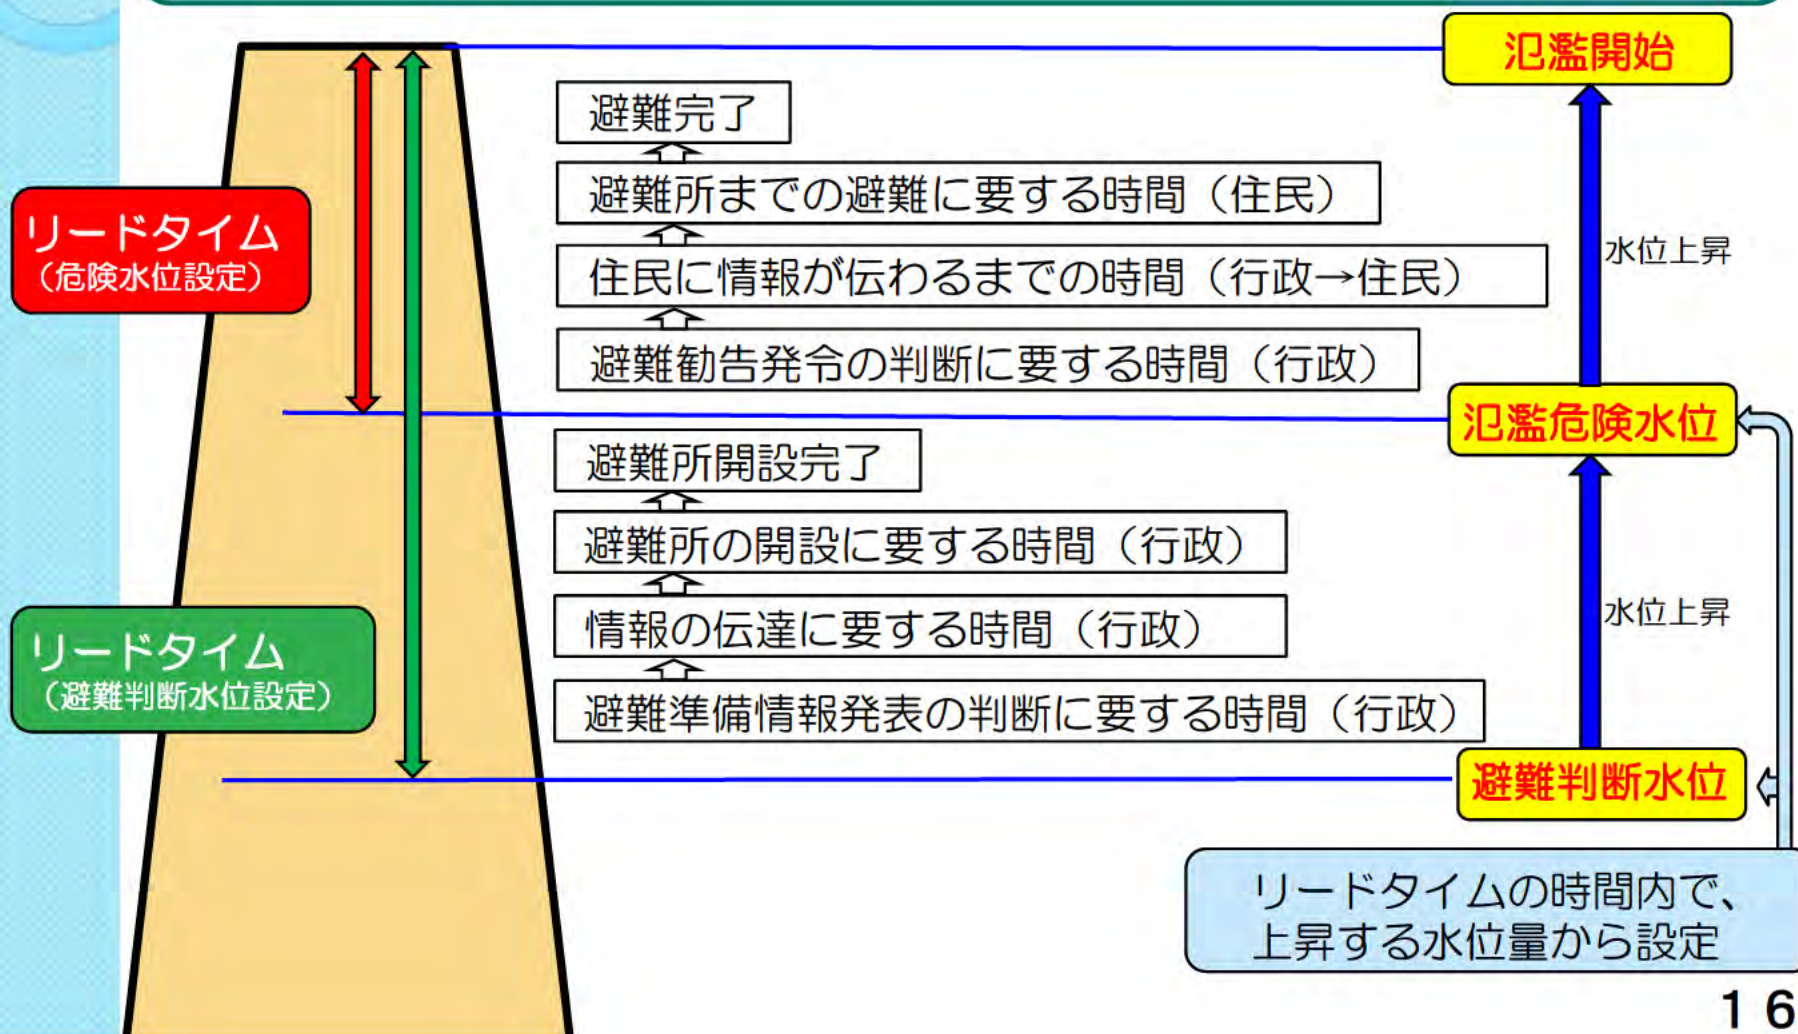 氾濫開始
避難完了
避難所までの避難に要する時間（住民）
リードタイム
（危険水位設定）
住民に情報が伝わるまでの時間（行政→住民）
水位上昇
避難勧告発令の判断に要する時間（行政）
氾濫危険水位
避難所開設完了
避難所の開設に要する時間（行政）
情報の伝達に要する時間（行政）
水位上昇
リードタイム
（避難判断水位設定）
避難準備情報発表の判断に要する時間（行政）
避難判断水位
リードタイムの時間内で、
上昇する水位量から設定
１６